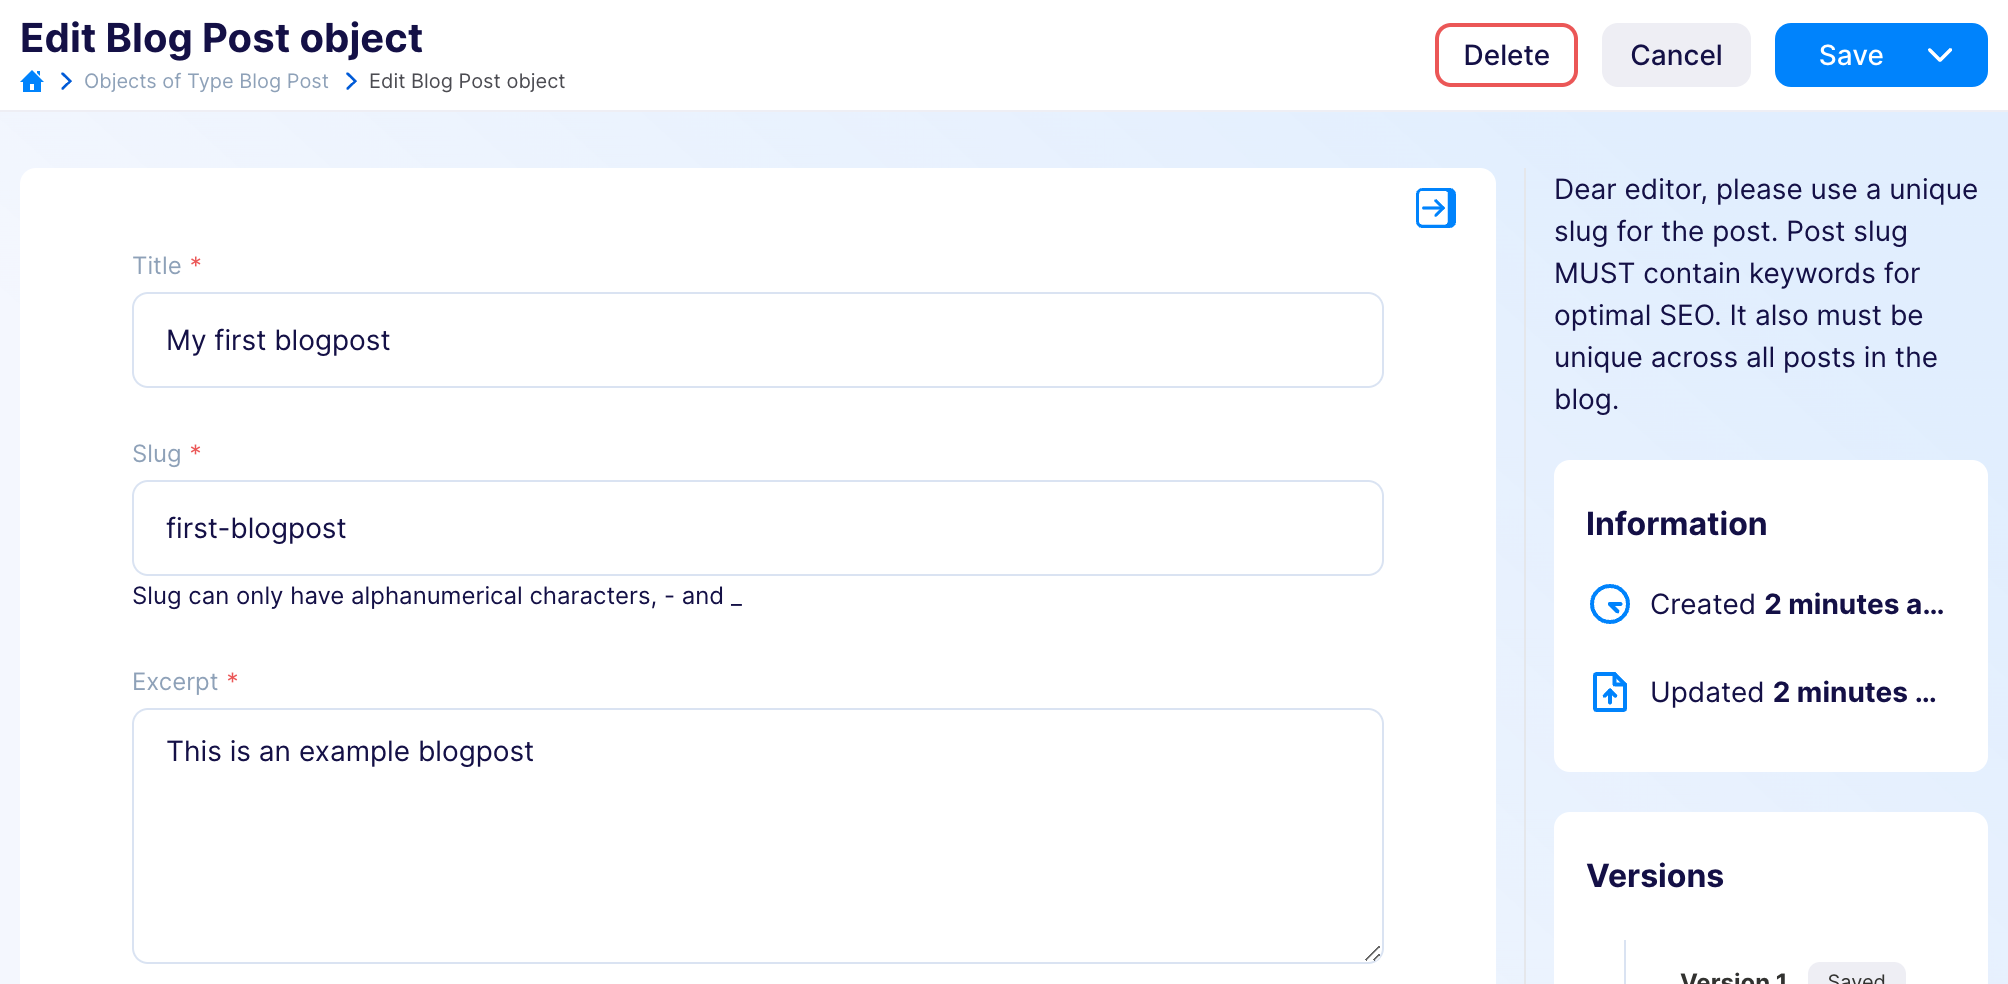 Edit Blog Post object
Objects of Type Blog Post Edit Blog Post object
Delete
Cancel
Save
Title *
My first blogpost
Slug *
first-blogpost
Slug can only have alphanumerical characters, - and _
Excerpt *
This is an example blogpost
Dear editor, please use a unique
slug for the post. Post slug
MUST contain keywords for
optimal SEO. It also must be
unique across all posts in the
blog.
Information
Created 2 minutes a...
Updated 2 minutes ...
Versions
Version 1 Saved